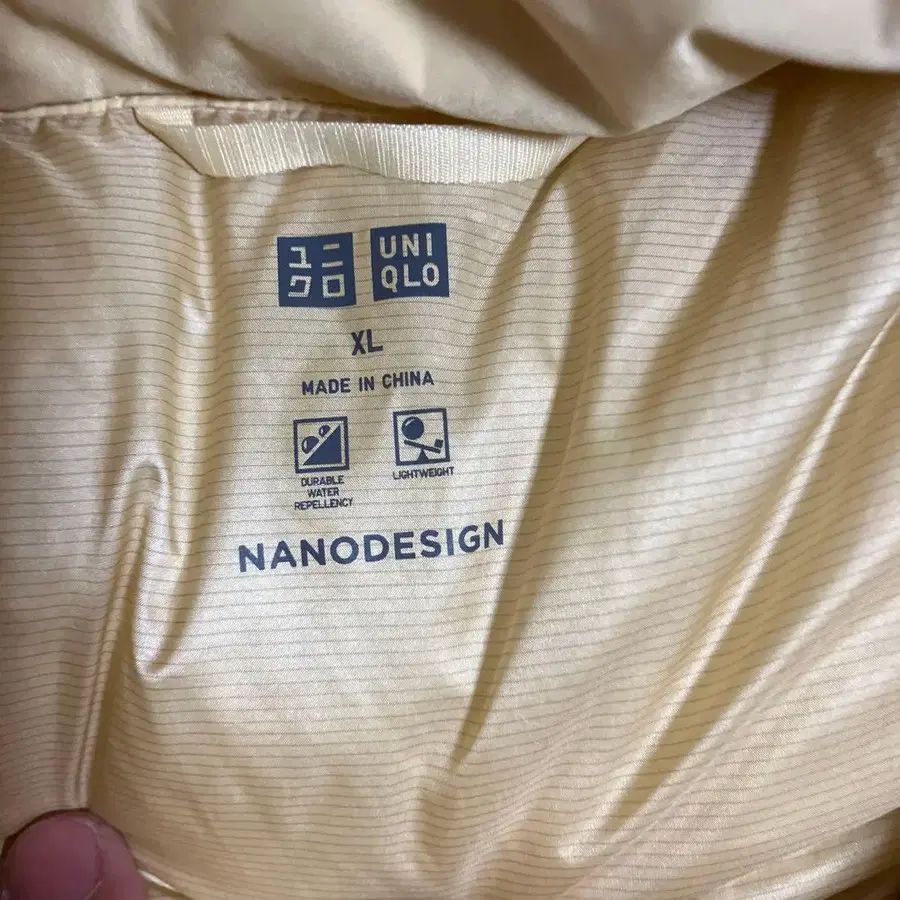 ユニ UNI
クロ QLO
XL
MADE IN CHINA
DURABLE
WATER
REPELLENCY
LIGHTWEIGHT
NANODESIGN